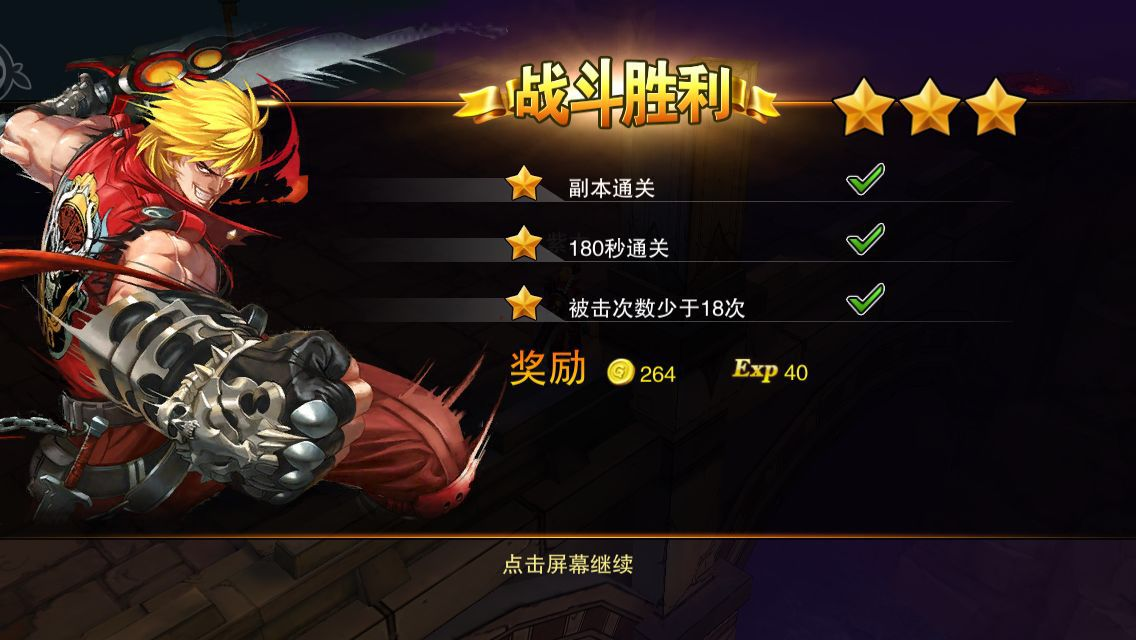 战斗胜利
副本通关
180秒通关
被击次数少于18次
奖励 G 264 Exp 40
点击屏幕继续